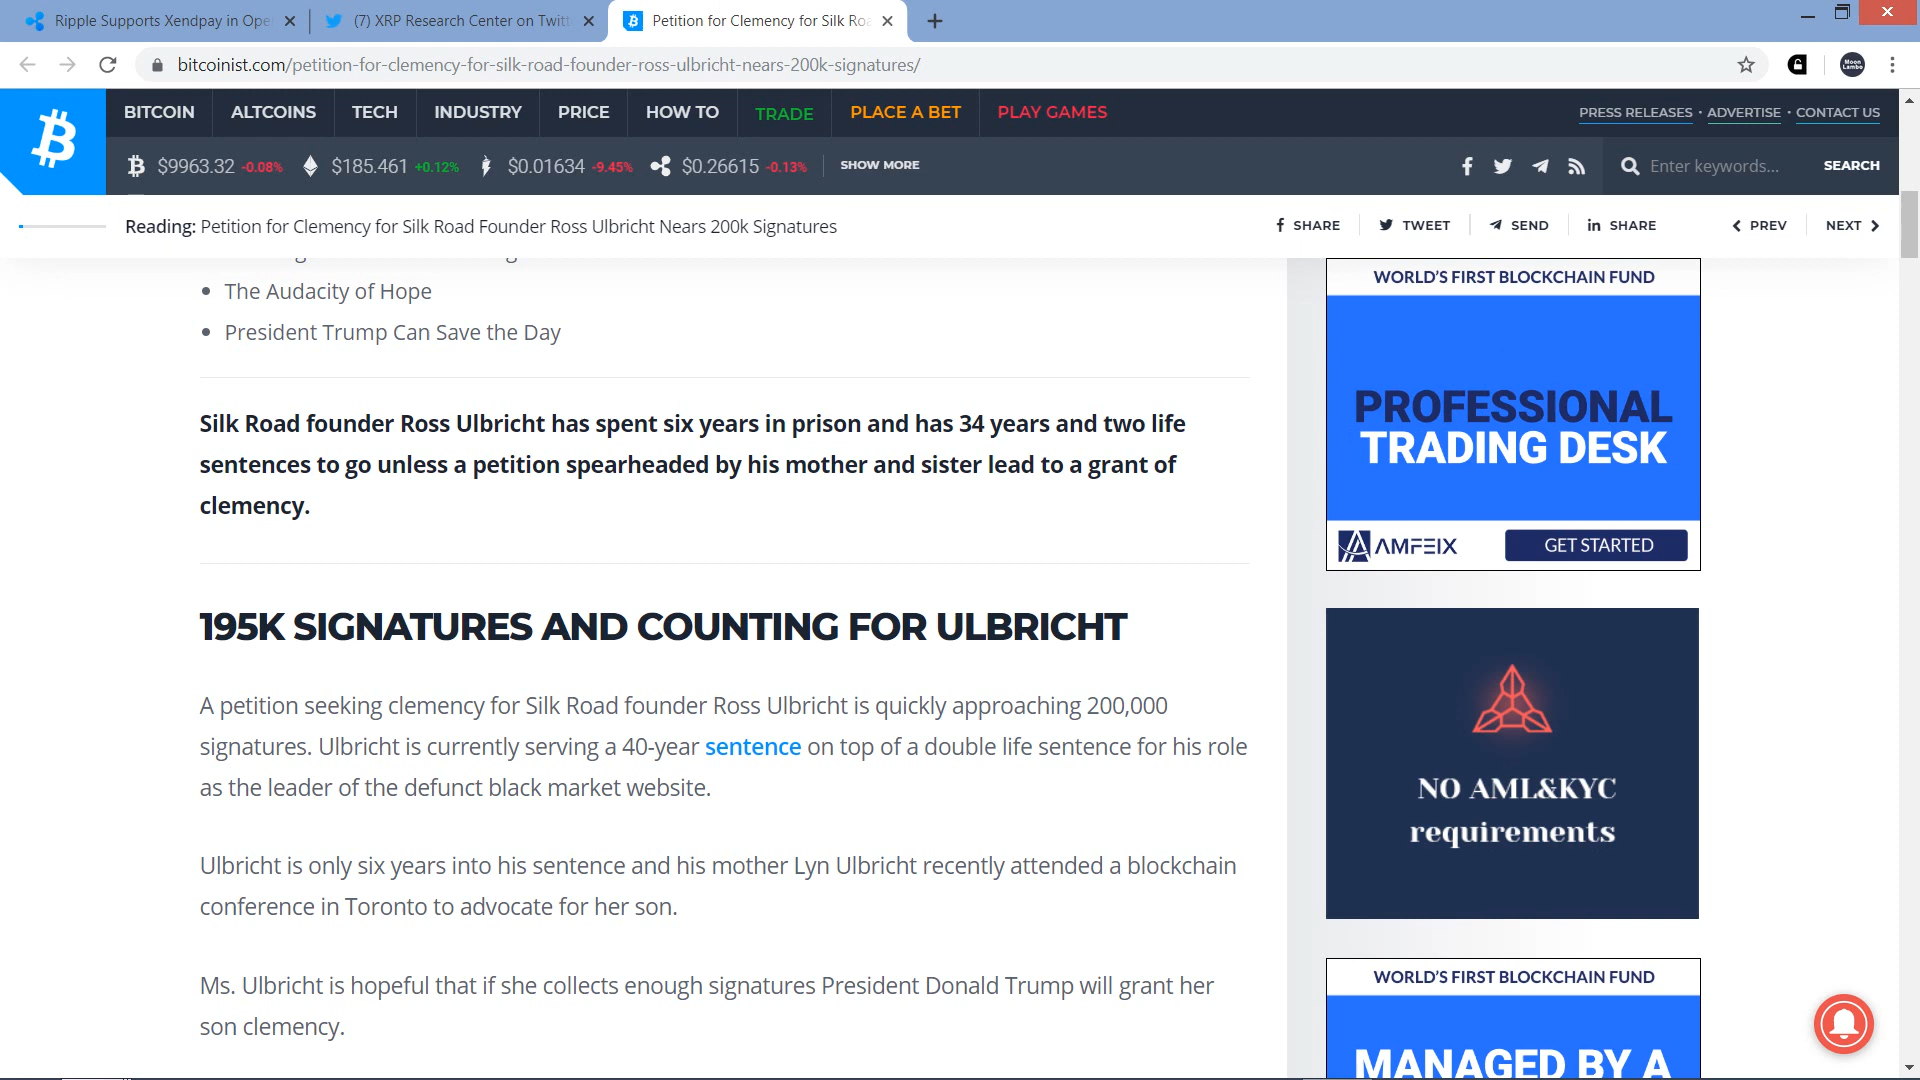 Ripple Supports Xendpay in Ope
(7) XRP Research Center on Twitt
Petition for Clemency for Silk Roa
bitcoinist.com/petition-for-clemency-for-silk-road-founder-ross-ulbricht-nears-200k-signatures/
Moon Lambo
BITCOIN ALTCOINS TECH INDUSTRY PRICE HOW TO TRADE PLACE A BET PLAY GAMES
PRESS RELEASES · ADVERTISE · CONTACT US
$9963.32 -0.08% $185.461 +0.12% $0.01634 -9.45% $0.26615 -0.13% SHOW MORE
Enter keywords... SEARCH
Reading: Petition for Clemency for Silk Road Founder Ross Ulbricht Nears 200k Signatures
SHARE TWEET SEND SHARE PREV NEXT
The Audacity of Hope
President Trump Can Save the Day
Silk Road founder Ross Ulbricht has spent six years in prison and has 34 years and two life
sentences to go unless a petition spearheaded by his mother and sister lead to a grant of
clemency.
195K SIGNATURES AND COUNTING FOR ULBRICHT
A petition seeking clemency for Silk Road founder Ross Ulbricht is quickly approaching 200,000
signatures. Ulbricht is currently serving a 40-year sentence on top of a double life sentence for his role
as the leader of the defunct black market website.
Ulbricht is only six years into his sentence and his mother Lyn Ulbricht recently attended a blockchain
conference in Toronto to advocate for her son.
Ms. Ulbricht is hopeful that if she collects enough signatures President Donald Trump will grant her
son clemency.
WORLD'S FIRST BLOCKCHAIN FUND
PROFESSIONAL
TRADING DESK
AMFEIX GET STARTED
NO AML&KYC
requirements
WORLD'S FIRST BLOCKCHAIN FUND
MANAGED BY A